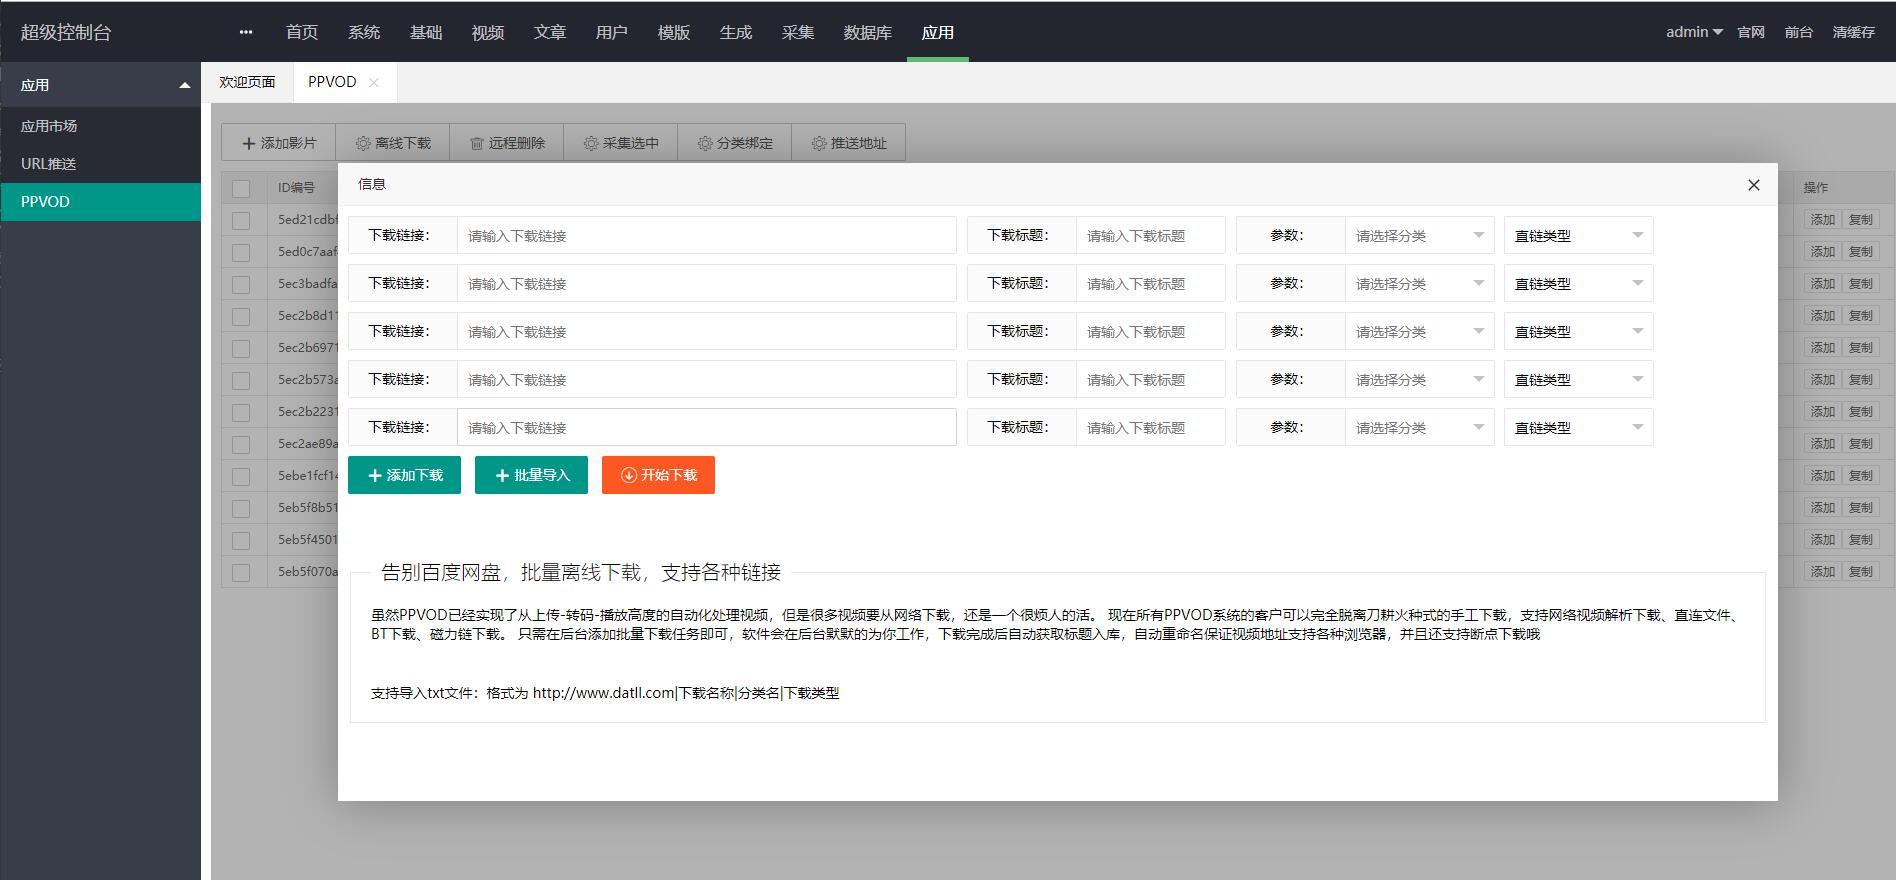 超级控制台 ··· 首页 系统 基础 视频 文章 用户 模版 生成 采集 数据库 应用 admin 官网 前台 清缓存
应用
应用市场
URL推送
PPVOD
欢迎页面 PPVOD
添加影片 离线下载 远程删除 采集选中 分类绑定 推送地址
信息
ID编号 操作
5ed21cdbf 添加 复制
5ed0c7aaf 添加 复制
5ec3badfa 添加 复制
5ec2b8d11 添加 复制
5ec2b6971 添加 复制
5ec2b573a 添加 复制
5ec2b2231 添加 复制
5ec2ae89a 添加 复制
5ebe1fcf14 添加 复制
5eb5f8b51 添加 复制
5eb5f4501 添加 复制
5eb5f070a 添加 复制
下载链接： 请输入下载链接 下载标题： 请输入下载标题 参数： 请选择分类 直链类型
下载链接： 请输入下载链接 下载标题： 请输入下载标题 参数： 请选择分类 直链类型
下载链接： 请输入下载链接 下载标题： 请输入下载标题 参数： 请选择分类 直链类型
下载链接： 请输入下载链接 下载标题： 请输入下载标题 参数： 请选择分类 直链类型
下载链接： 请输入下载链接 下载标题： 请输入下载标题 参数： 请选择分类 直链类型
添加下载 批量导入 开始下载
告别百度网盘，批量离线下载，支持各种链接
虽然PPVOD已经实现了从上传-转码-播放高度的自动化处理视频，但是很多视频要从网络下载，还是一个很烦人的活。 现在所有PPVOD系统的客户可以完全脱离刀耕火种式的手工下载，支持网络视频解析下载、直连文件、
BT下载、磁力链下载。 只需在后台添加批量下载任务即可，软件会在后台默默的为你工作，下载完成后自动获取标题入库，自动重命名保证视频地址支持各种浏览器，并且还支持断点下载哦
支持导入txt文件：格式为 http://www.datll.com|下载名称|分类名|下载类型